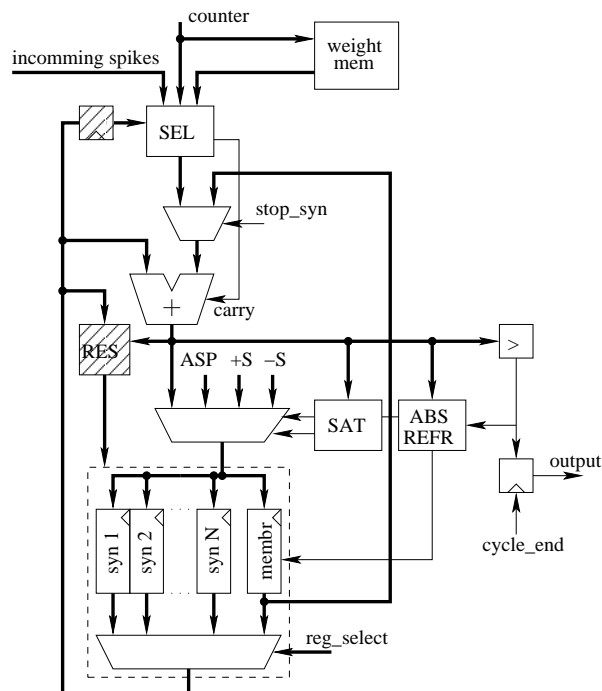 counter
weight
mem
incomming spikes
SEL
stop_syn
+
carry
RES
>
ASP +S −S
SAT
ABS
REFR
output
cycle_end
syn 1
syn 2
syn N
membr
reg_select